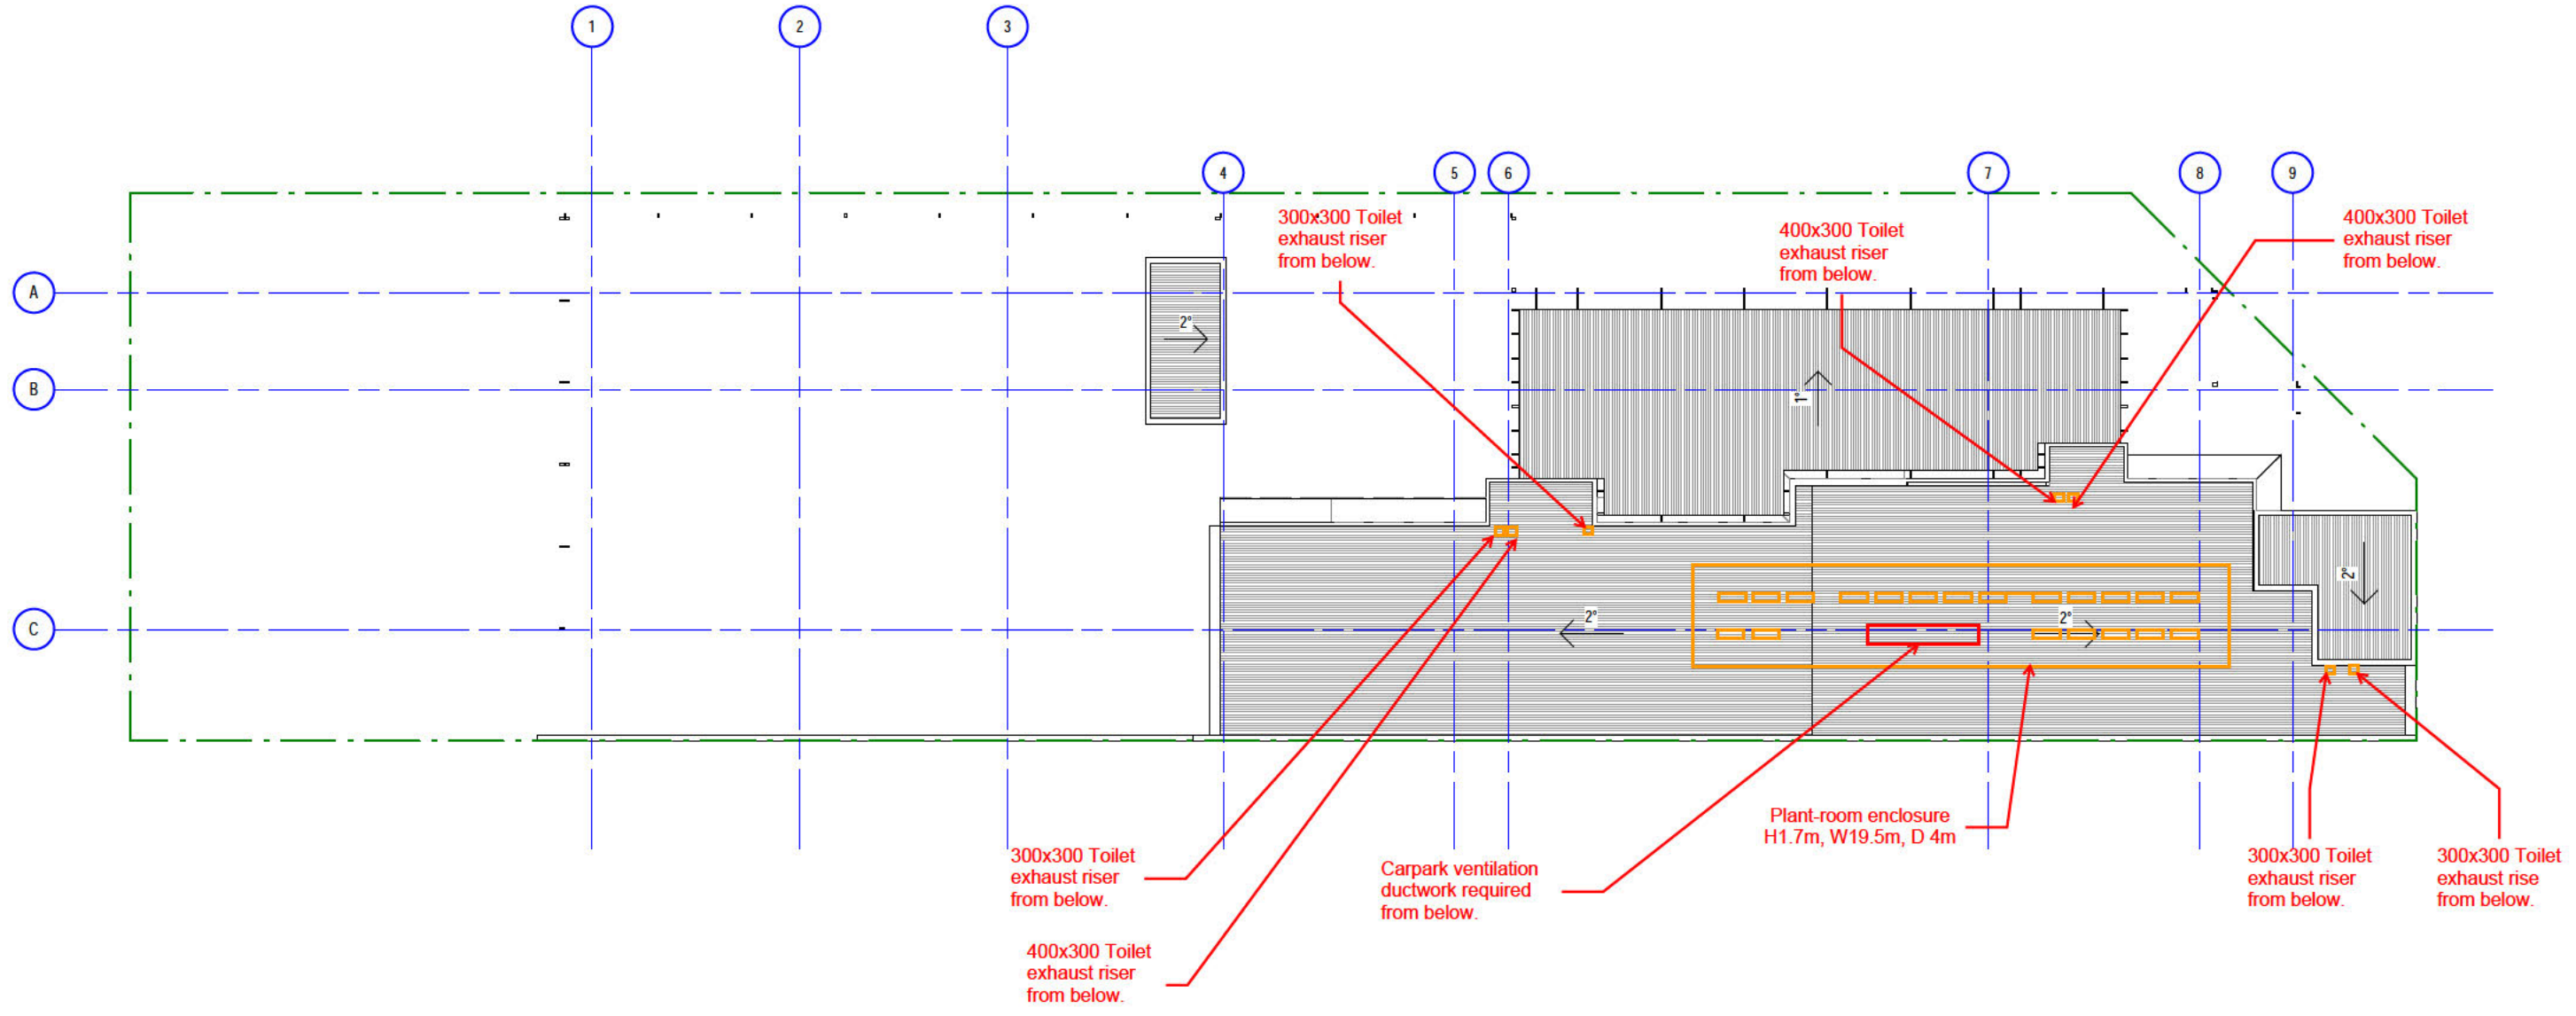 1
2
3
4
5
6
7
8
9
300x300 Toilet
exhaust riser
from below.
400x300 Toilet
exhaust riser
from below.
400x300 Toilet
exhaust riser
from below.
A
2°
B
1°
2°
2°
2°
C
Plant-room enclosure
H1.7m, W19.5m, D 4m
300x300 Toilet
exhaust riser
from below.
Carpark ventilation
ductwork required
from below.
300x300 Toilet
exhaust riser
from below.
300x300 Toilet
exhaust rise
from below.
400x300 Toilet
exhaust riser
from below.